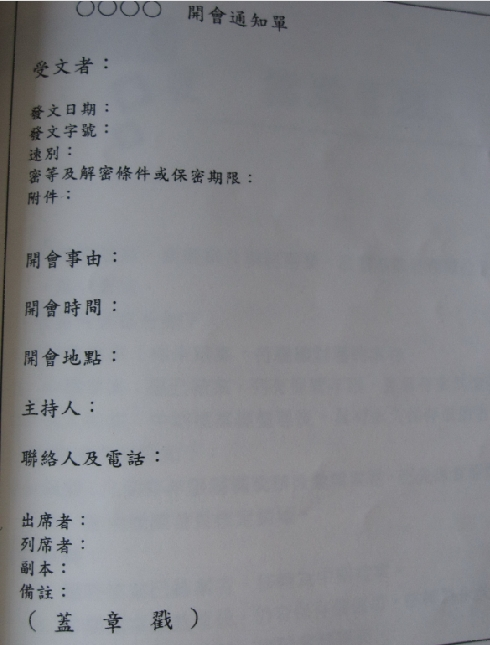 ○○○○ 開會通知單
受文者：
發文日期：
發文字號：
速別：
密等及解密條件或保密期限：
附件：
開會事由：
開會時間：
開會地點：
主持人：
聯絡人及電話：
出席者：
列席者：
副本：
備註：
（蓋 章 戳）